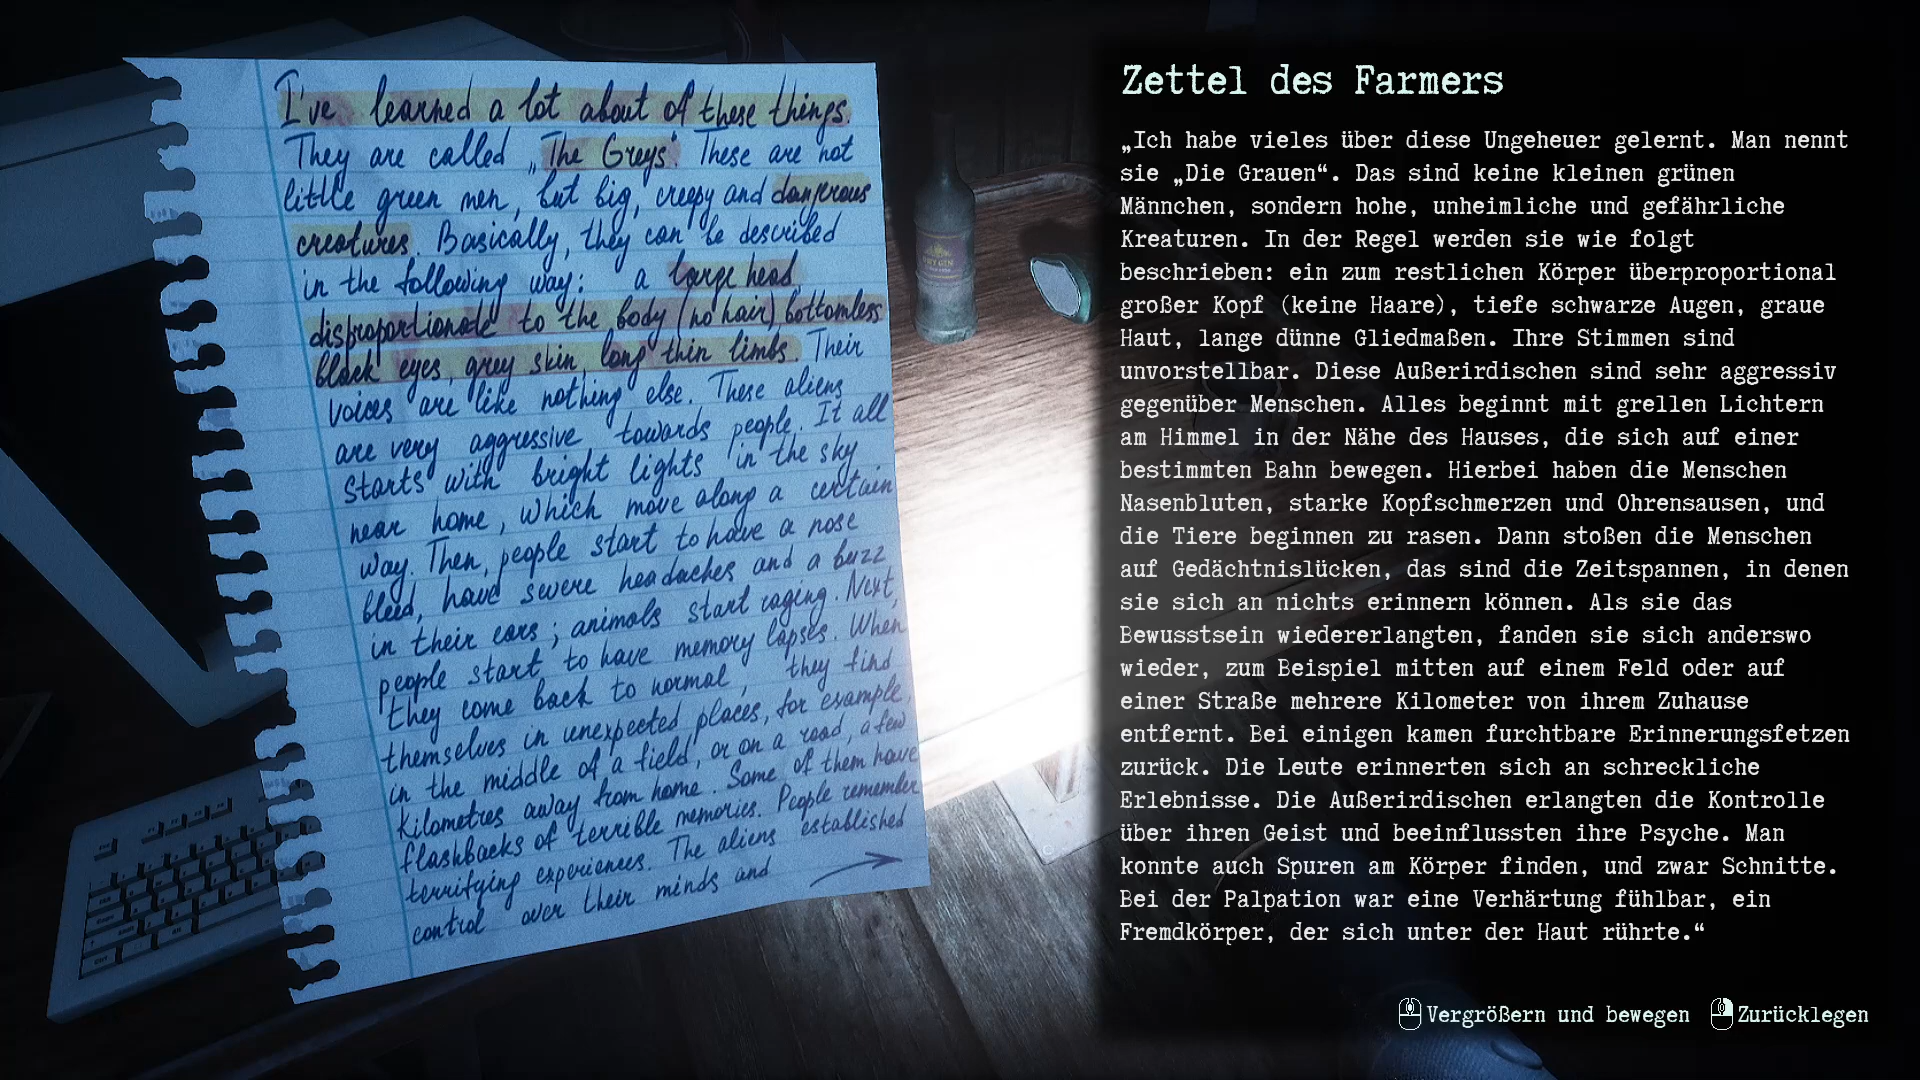 I've learned a lot about of these things.
They are called „The Greys". These are not
little green men, but big, creepy and dangerous
creatures. Basically, they can be described
in the following way: a large head
disproportionate to the body (no hair) bottomless
black eyes, grey skin, long thin limbs. Their
voices are like nothing else. These aliens
are very aggressive towards people. It all
starts with bright lights in the sky
near home, which move along a certain
way. Then, people start to have a nose
bleed, have severe headaches and a buzz
in their ears; animals start raging. Next,
people start to have memory lapses. When
they come back to normal, they find
themselves in unexpected places, for example,
in the middle of a field, or on a road, a few
kilometres away from home. Some of them have
flashbacks of terrible memories. People remember
terrifying experiences. The aliens established
control over their minds and
Zettel des Farmers
„Ich habe vieles über diese Ungeheuer gelernt. Man nennt
sie „Die Grauen“. Das sind keine kleinen grünen
Männchen, sondern hohe, unheimliche und gefährliche
Kreaturen. In der Regel werden sie wie folgt
beschrieben: ein zum restlichen Körper überproportional
großer Kopf (keine Haare), tiefe schwarze Augen, graue
Haut, lange dünne Gliedmaßen. Ihre Stimmen sind
unvorstellbar. Diese Außerirdischen sind sehr aggressiv
gegenüber Menschen. Alles beginnt mit grellen Lichtern
am Himmel in der Nähe des Hauses, die sich auf einer
bestimmten Bahn bewegen. Hierbei haben die Menschen
Nasenbluten, starke Kopfschmerzen und Ohrensausen, und
die Tiere beginnen zu rasen. Dann stoßen die Menschen
auf Gedächtnislücken, das sind die Zeitspannen, in denen
sie sich an nichts erinnern können. Als sie das
Bewusstsein wiedererlangten, fanden sie sich anderswo
wieder, zum Beispiel mitten auf einem Feld oder auf
einer Straße mehrere Kilometer von ihrem Zuhause
entfernt. Bei einigen kamen furchtbare Erinnerungsfetzen
zurück. Die Leute erinnerten sich an schreckliche
Erlebnisse. Die Außerirdischen erlangten die Kontrolle
über ihren Geist und beeinflussten ihre Psyche. Man
konnte auch Spuren am Körper finden, und zwar Schnitte.
Bei der Palpation war eine Verhärtung fühlbar, ein
Fremdkörper, der sich unter der Haut rührte.“
Vergrößern und bewegen Zurücklegen